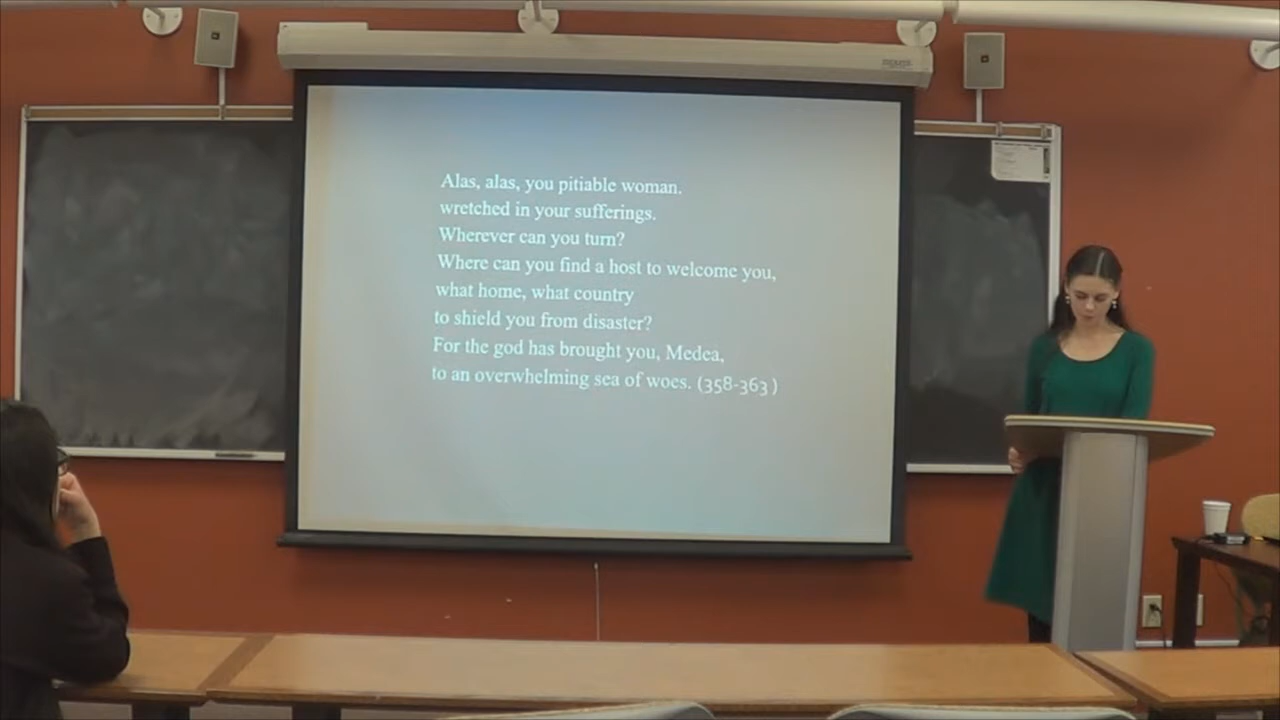 Alas, alas, you pitiable woman.
wretched in your sufferings.
Wherever can you turn?
Where can you find a host to welcome you,
what home, what country
to shield you from disaster?
For the god has brought you, Medea,
to an overwhelming sea of woes. (358-363 )